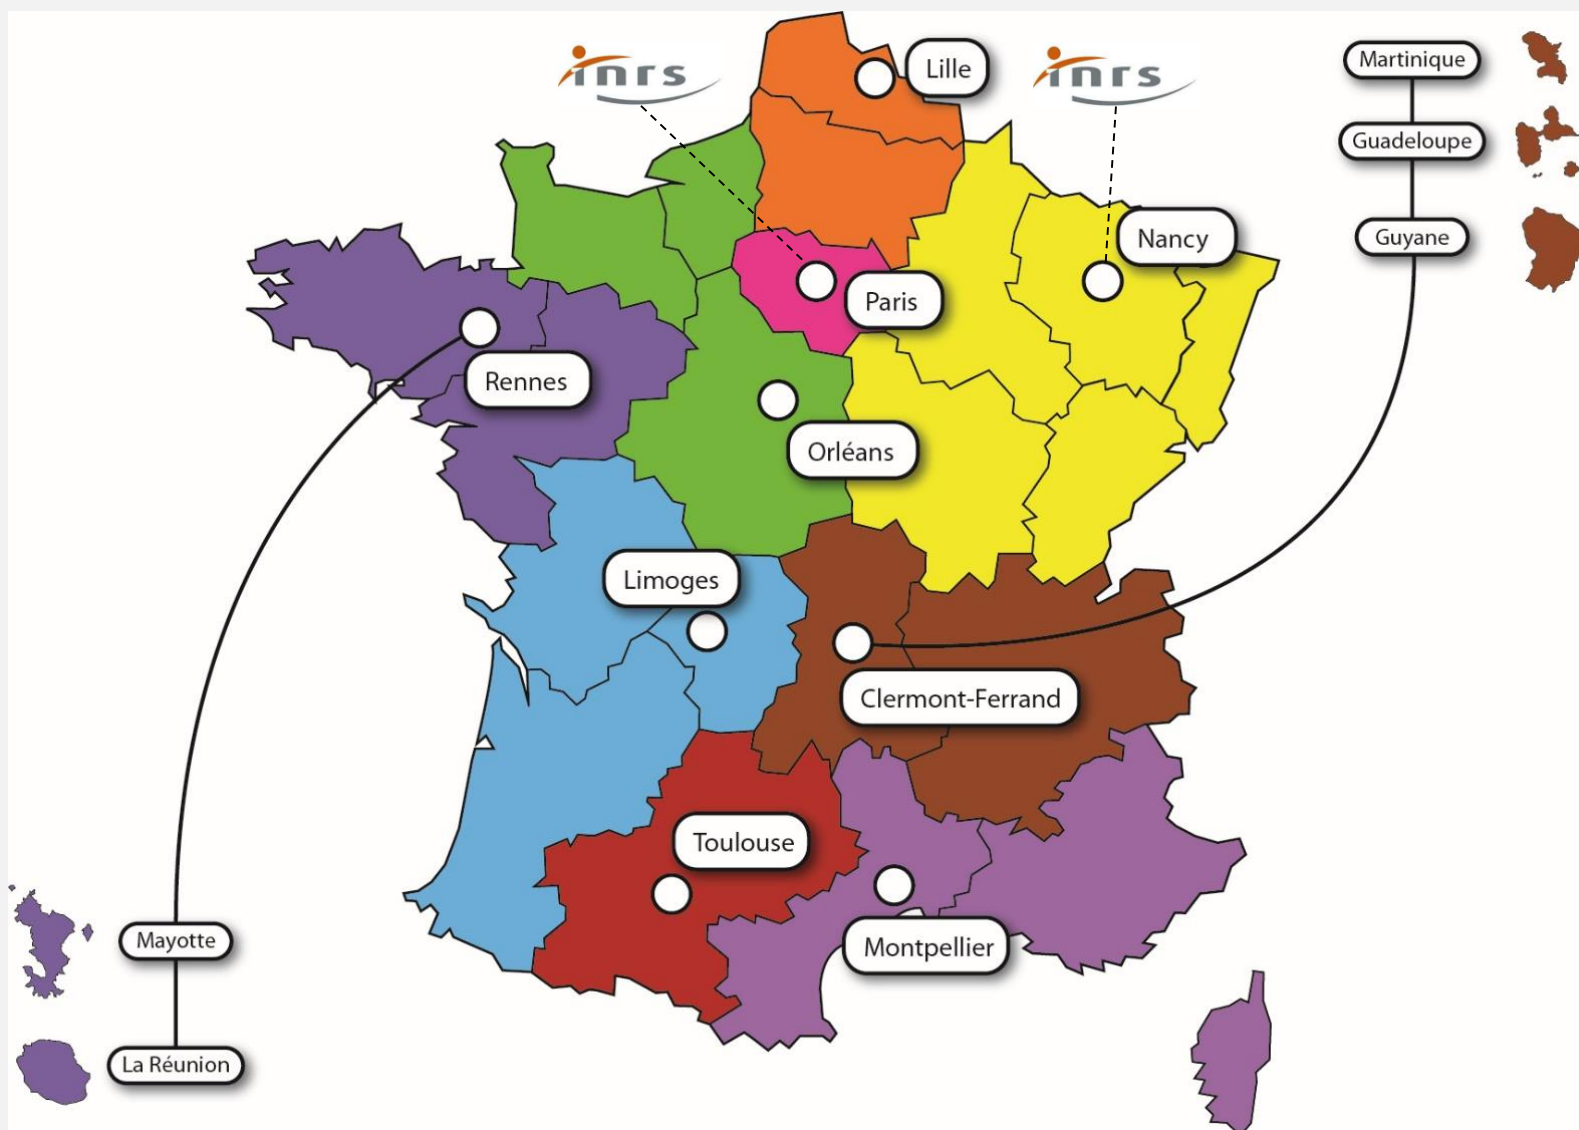 inrs
Lille
inrs
Martinique
Guadeloupe
Nancy
Guyane
Paris
Rennes
Orléans
Limoges
Clermont-Ferrand
Toulouse
Montpellier
Mayotte
La Réunion